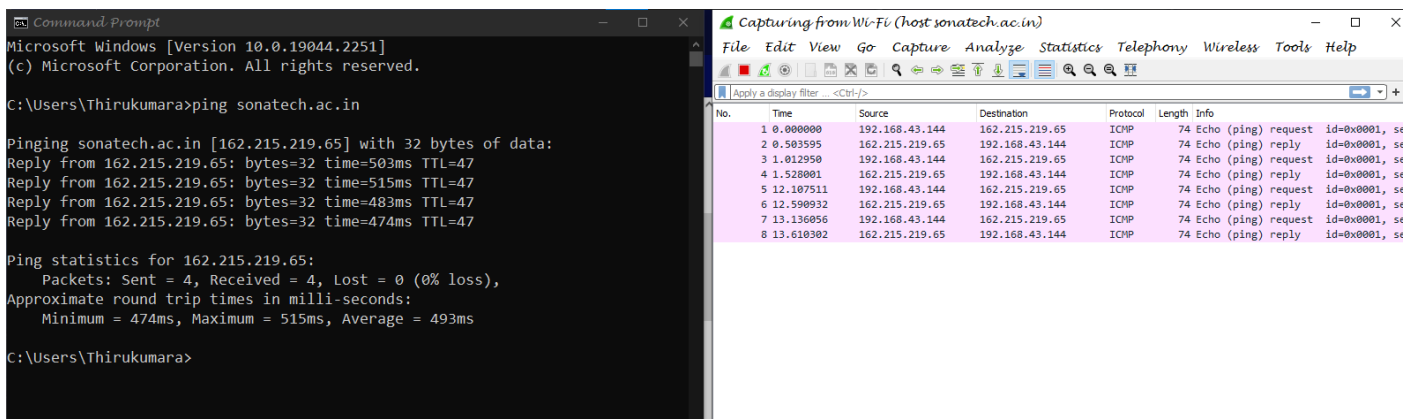 Command Prompt
Microsoft Windows [Version 10.0.19044.2251]
(c) Microsoft Corporation. All rights reserved.
C:\Users\Thirukumara>ping sonatech.ac.in
Pinging sonatech.ac.in [162.215.219.65] with 32 bytes of data:
Reply from 162.215.219.65: bytes=32 time=503ms TTL=47
Reply from 162.215.219.65: bytes=32 time=515ms TTL=47
Reply from 162.215.219.65: bytes=32 time=483ms TTL=47
Reply from 162.215.219.65: bytes=32 time=474ms TTL=47
Ping statistics for 162.215.219.65:
Packets: Sent = 4, Received = 4, Lost = 0 (0% loss),
Approximate round trip times in milli-seconds:
Minimum = 474ms, Maximum = 515ms, Average = 493ms
C:\Users\Thirukumara>
Capturing from Wi-Fi (host sonatech.ac.in)
File Edit View Go Capture Analyze Statistics Telephony Wireless Tools Help
Apply a display filter ... <Ctrl-/>
No. Time Source Destination Protocol Length Info
1 0.000000 192.168.43.144 162.215.219.65 ICMP 74 Echo (ping) request id=0x0001, se
2 0.503595 162.215.219.65 192.168.43.144 ICMP 74 Echo (ping) reply id=0x0001, se
3 1.012950 192.168.43.144 162.215.219.65 ICMP 74 Echo (ping) request id=0x0001, se
4 1.528001 162.215.219.65 192.168.43.144 ICMP 74 Echo (ping) reply id=0x0001, se
5 12.107511 192.168.43.144 162.215.219.65 ICMP 74 Echo (ping) request id=0x0001, se
6 12.590932 162.215.219.65 192.168.43.144 ICMP 74 Echo (ping) reply id=0x0001, se
7 13.136056 192.168.43.144 162.215.219.65 ICMP 74 Echo (ping) request id=0x0001, se
8 13.610302 162.215.219.65 192.168.43.144 ICMP 74 Echo (ping) reply id=0x0001, se